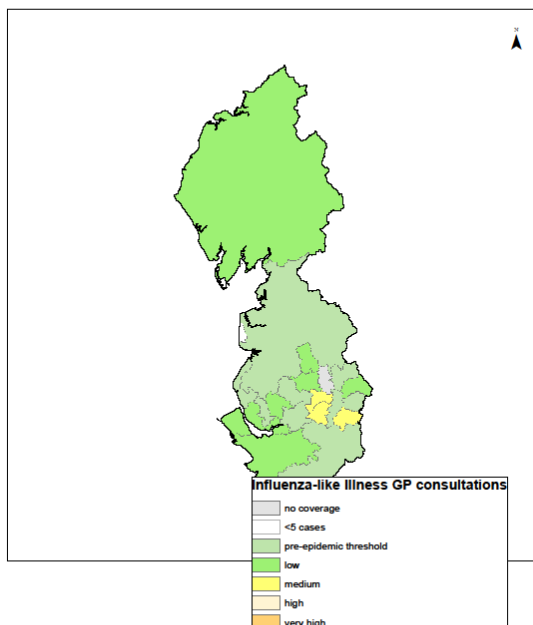 N
Influenza-like Illness GP consultations
no coverage
<5 cases
pre-epidemic threshold
low
medium
high
very high